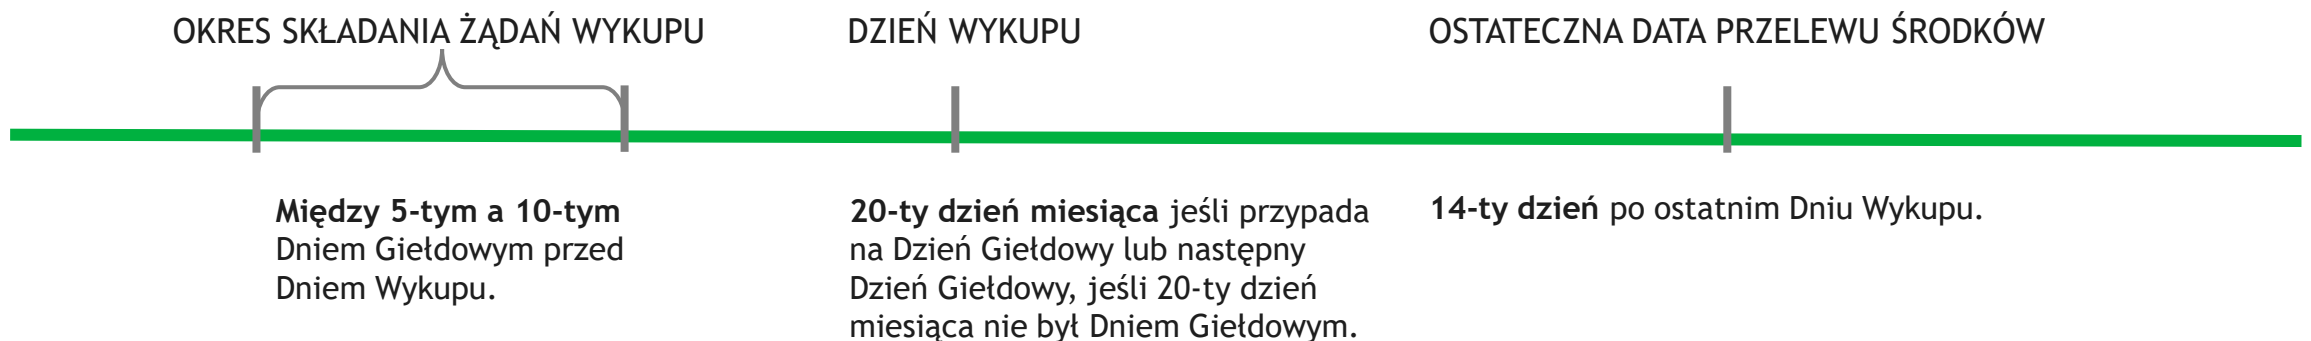 OKRES SKŁADANIA ŻĄDAŃ WYKUPU
Między 5-tym a 10-tym
Dniem Giełdowym przed
Dniem Wykupu.
DZIEŃ WYKUPU
20-ty dzień miesiąca jeśli przypada
na Dzień Giełdowy lub następny
Dzień Giełdowy, jeśli 20-ty dzień
miesiąca nie był Dniem Giełdowym.
OSTATECZNA DATA PRZELEWU ŚRODKÓW
14-ty dzień po ostatnim Dniu Wykupu.